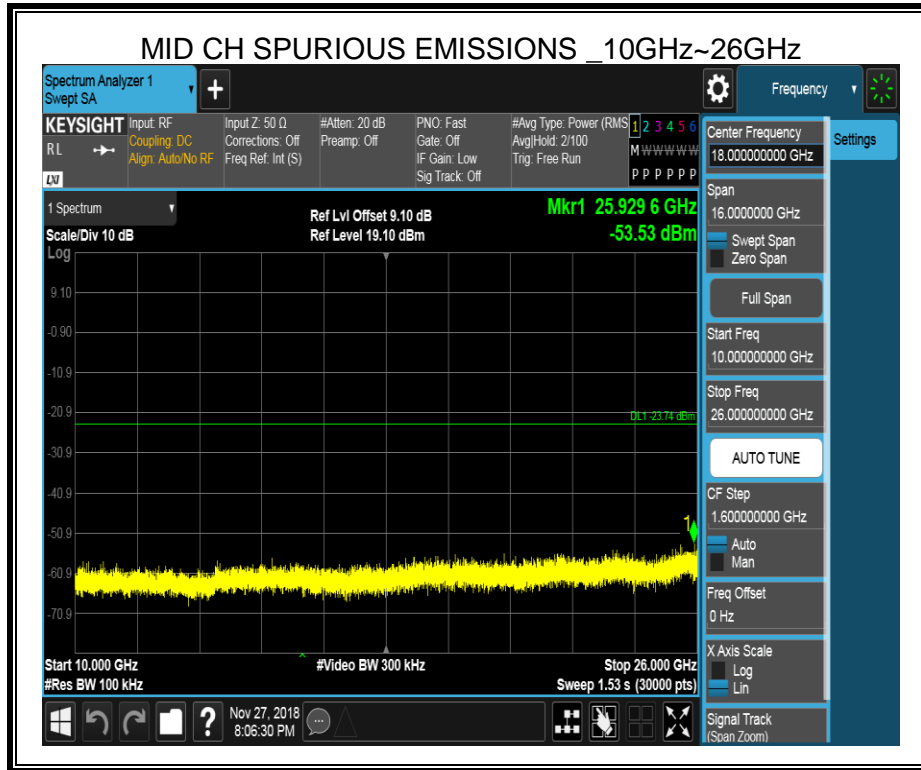 MID CH SPURIOUS EMISSIONS _10GHz~26GHz
Spectrum Analyzer 1
Swept SA
+
Frequency
KEYSIGHT
RL
LXI
Input: RF
Coupling: DC
Align: Auto/No RF
Input Z: 50 Ω
Corrections: Off
Freq Ref: Int (S)
#Atten: 20 dB
Preamp: Off
PNO: Fast
Gate: Off
IF Gain: Low
Sig Track: Off
#Avg Type: Power (RMS
Avg|Hold: 2/100
Trig: Free Run
1 2 3 4 5 6
M W W W W W
P P P P P P
1 Spectrum
Scale/Div 10 dB
Ref Lvl Offset 9.10 dB
Ref Level 19.10 dBm
Mkr1 25.929 6 GHz
-53.53 dBm
Log
9.10
-0.90
-10.9
-20.9
DL1 -23.74 dBm
-30.9
-40.9
-50.9
1
-60.9
-70.9
Start 10.000 GHz
#Res BW 100 kHz
#Video BW 300 kHz
Stop 26.000 GHz
Sweep 1.53 s (30000 pts)
Center Frequency
18.000000000 GHz
Settings
Span
16.0000000 GHz
Swept Span
Zero Span
Full Span
Start Freq
10.000000000 GHz
Stop Freq
26.000000000 GHz
AUTO TUNE
CF Step
1.600000000 GHz
Auto
Man
Freq Offset
0 Hz
X Axis Scale
Log
Lin
Signal Track
(Span Zoom)
?
Nov 27, 2018
8:06:30 PM